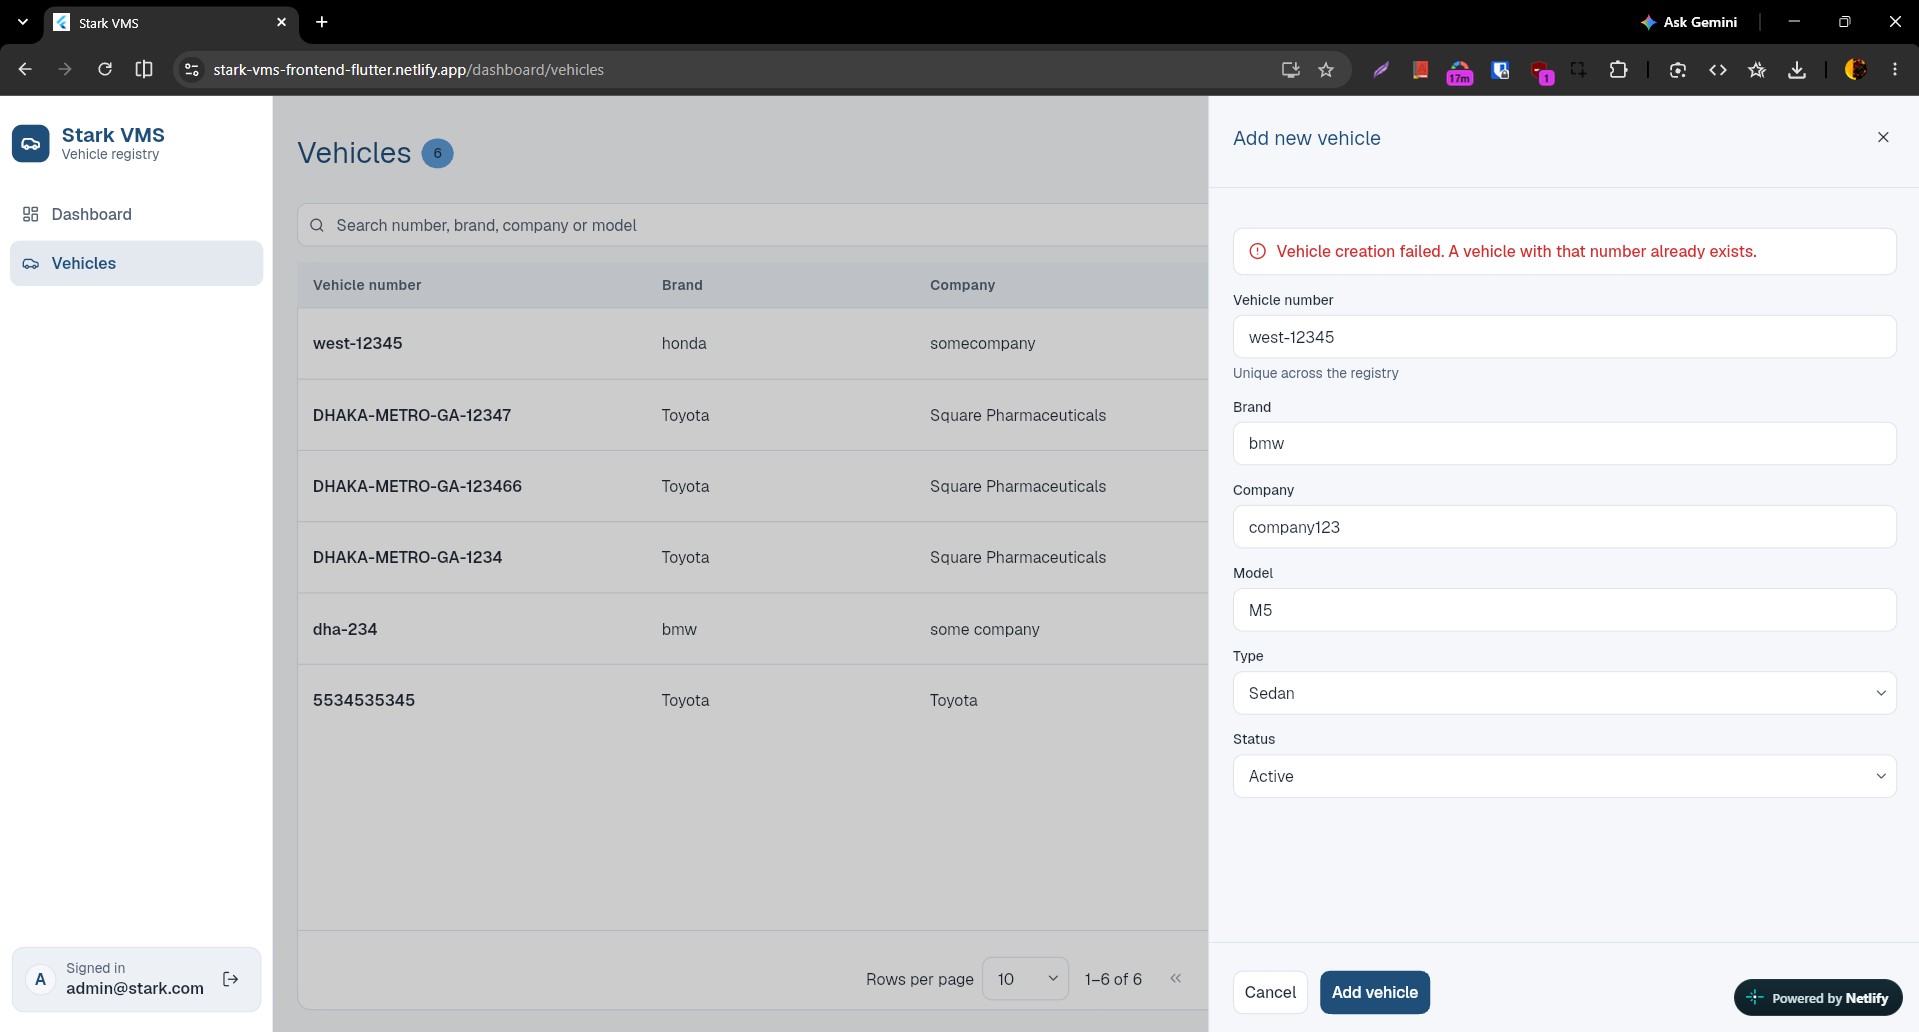 Stark VMS
Ask Gemini
stark-vms-frontend-flutter.netlify.app/dashboard/vehicles
17m
1
Stark VMS
Vehicle registry
Dashboard
Vehicles
Signed in
A
admin@stark.com
Vehicles 6
Search number, brand, company or model
Vehicle number Brand Company
west-12345 honda somecompany
DHAKA-METRO-GA-12347 Toyota Square Pharmaceuticals
DHAKA-METRO-GA-123466 Toyota Square Pharmaceuticals
DHAKA-METRO-GA-1234 Toyota Square Pharmaceuticals
dha-234 bmw some company
5534535345 Toyota Toyota
Rows per page 10 1–6 of 6
Add new vehicle
Vehicle creation failed. A vehicle with that number already exists.
Vehicle number
west-12345
Unique across the registry
Brand
bmw
Company
company123
Model
M5
Type
Sedan
Status
Active
Cancel
Add vehicle
Powered by Netlify